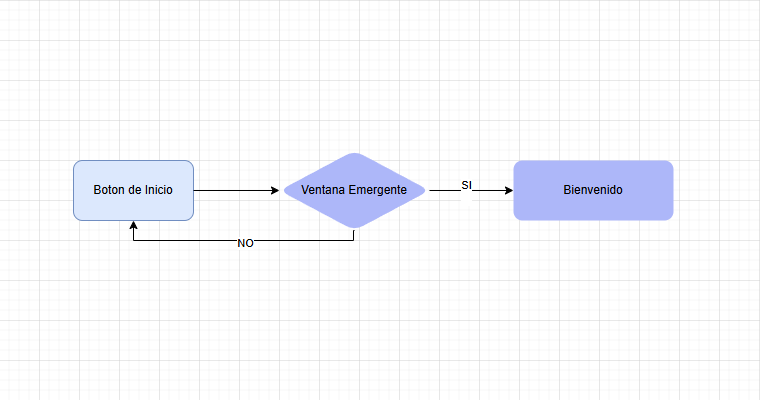 Boton de Inicio
Ventana Emergente
SI
Bienvenido
NO